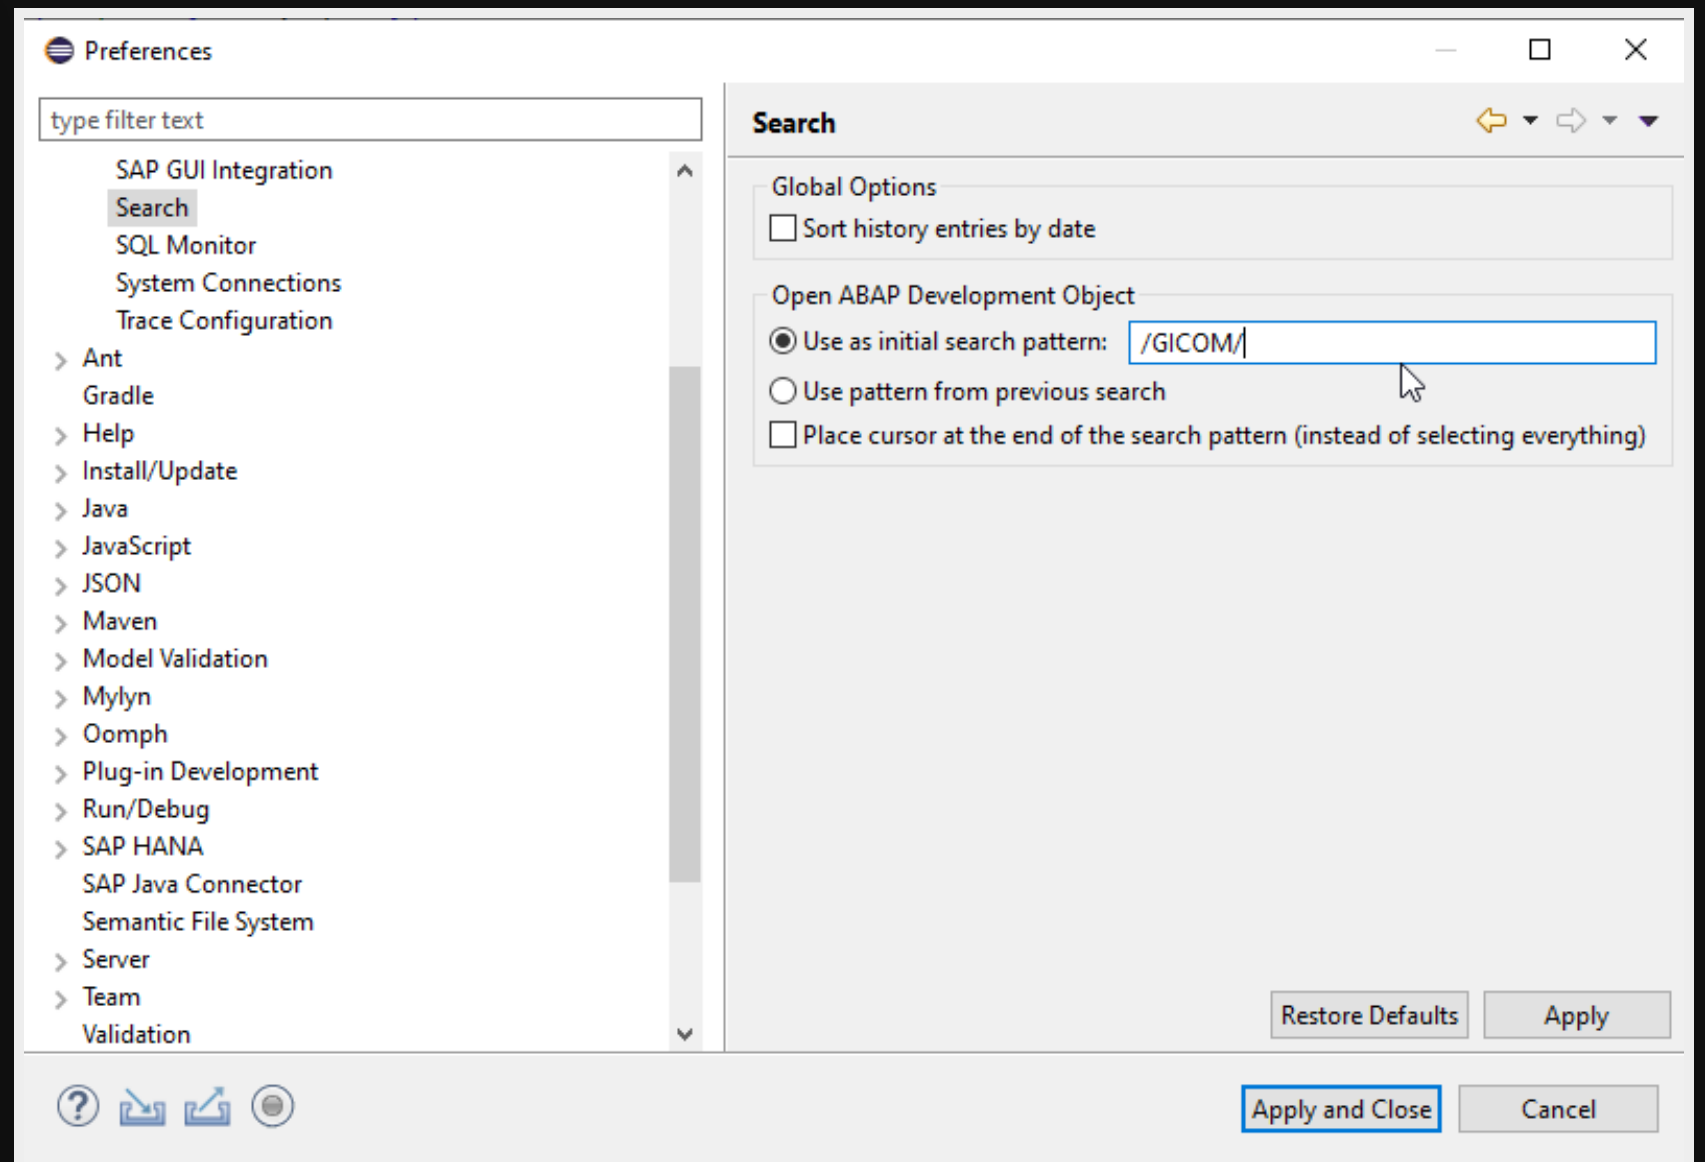 Preferences
type filter text
SAP GUI Integration
Search
SQL Monitor
System Connections
Trace Configuration
Ant
Gradle
Help
Install/Update
Java
JavaScript
JSON
Maven
Model Validation
Mylyn
Oomph
Plug-in Development
Run/Debug
SAP HANA
SAP Java Connector
Semantic File System
Server
Team
Validation
Search
Global Options
Sort history entries by date
Open ABAP Development Object
Use as initial search pattern: /GICOM/
Use pattern from previous search
Place cursor at the end of the search pattern (instead of selecting everything)
Restore Defaults Apply
Apply and Close Cancel